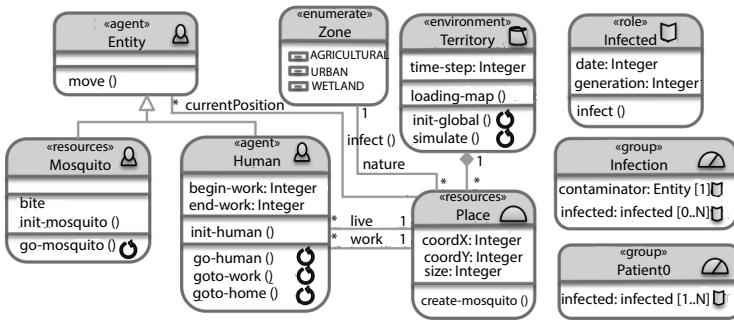 «agent»
Entity
move ()
* currentPosition
«enumerate»
Zone
AGRICULTURAL
URBAN
WETLAND
1
infect ()
nature
*
«environment»
Territory
time-step: Integer
loading-map ()
init-global ()
simulate ()
1
*
«role»
Infected
date: Integer
generation: Integer
infect ()
«resources»
Mosquito
bite
init-mosquito ()
go-mosquito ()
«agent»
Human
begin-work: Integer
end-work: Integer
init-human ()
go-human ()
goto-work ()
goto-home ()
* live 1
* work 1
*
«resources»
Place
coordX: Integer
coordY: Integer
size: Integer
create-mosquito ()
«group»
Infection
contaminator: Entity [1]
infected: infected [0..N]
«group»
Patient0
infected: infected [1..N]